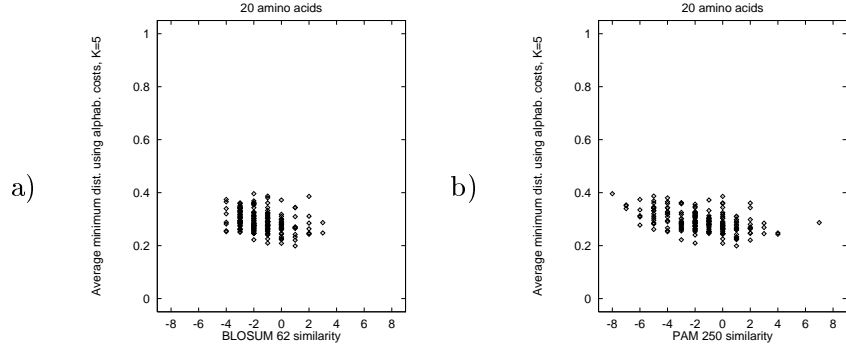 a)
20 amino acids
Average minimum dist. using alphab. costs, K=5
1
0.8
0.6
0.4
0.2
0
-8 -6 -4 -2 0 2 4 6 8
BLOSUM 62 similarity
b)
20 amino acids
Average minimum dist. using alphab. costs, K=5
1
0.8
0.6
0.4
0.2
0
-8 -6 -4 -2 0 2 4 6 8
PAM 250 similarity